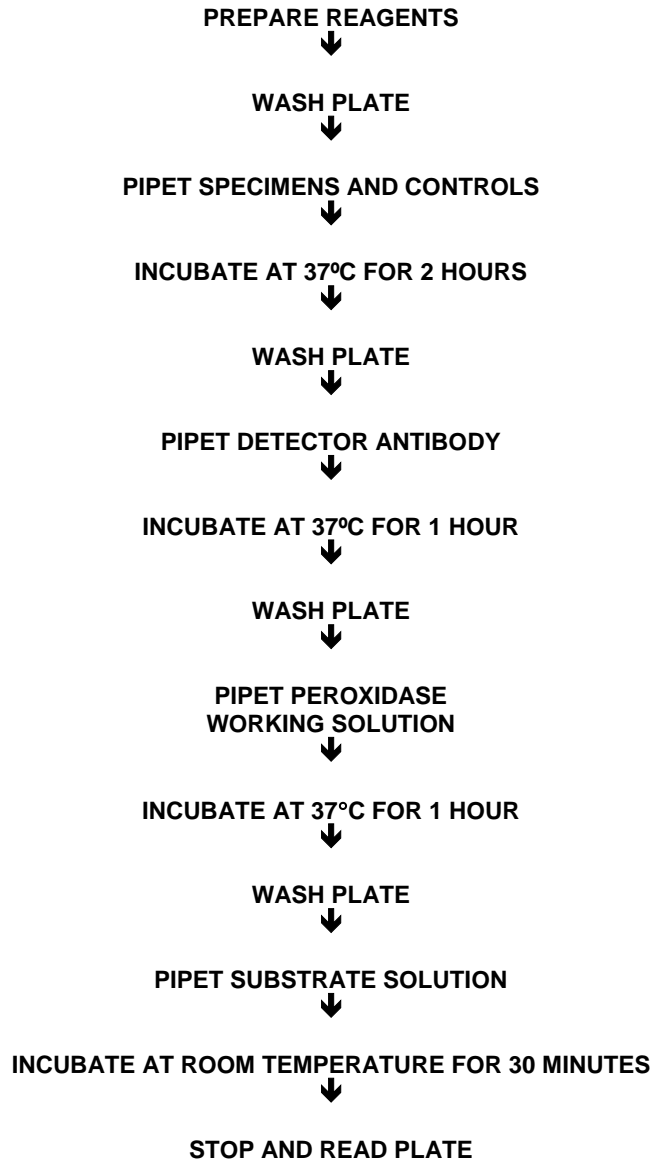 PREPARE REAGENTS
WASH PLATE
PIPET SPECIMENS AND CONTROLS
INCUBATE AT 37ºC FOR 2 HOURS
WASH PLATE
PIPET DETECTOR ANTIBODY
INCUBATE AT 37ºC FOR 1 HOUR
WASH PLATE
PIPET PEROXIDASE
WORKING SOLUTION
INCUBATE AT 37°C FOR 1 HOUR
WASH PLATE
PIPET SUBSTRATE SOLUTION
INCUBATE AT ROOM TEMPERATURE FOR 30 MINUTES
STOP AND READ PLATE